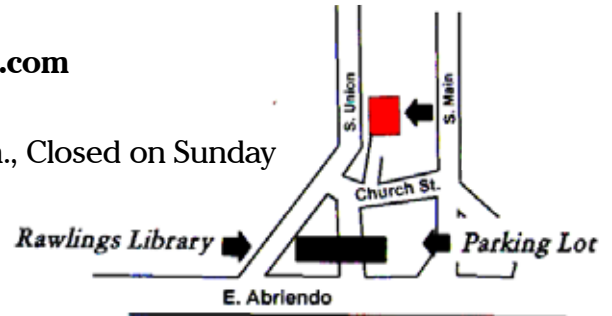 .com
., Closed on Sunday
S. Union
S. Main
Church St.
Rawlings Library
Parking Lot
E. Abriendo